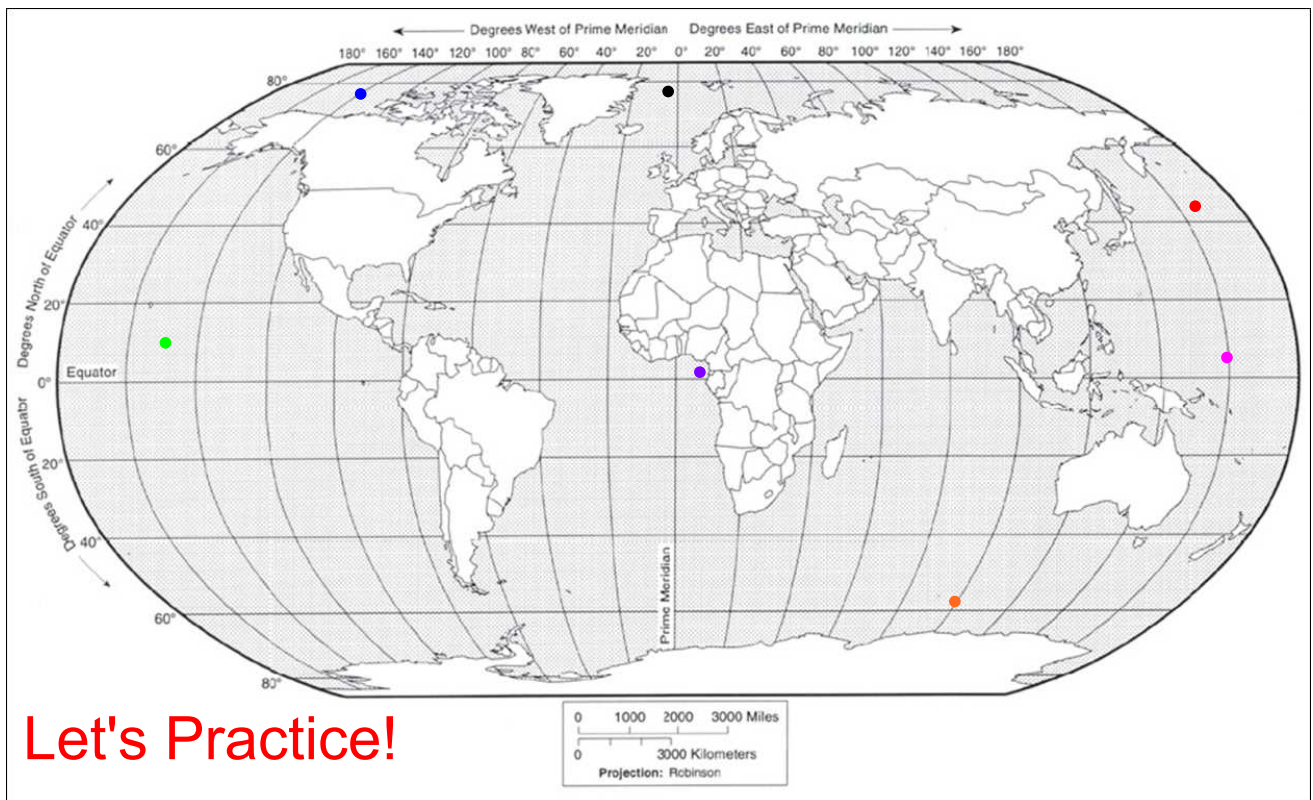 Degrees West of Prime Meridian Degrees East of Prime Meridian
180° 160° 140° 120° 100° 80° 60° 40° 20° 0° 20° 40° 60° 80° 100° 120° 140° 160° 180°
80°
60°
40°
Degrees North of Equator
20°
Equator
0°
Degrees South of Equator
20°
40°
Prime Meridian
60°
80°
Let's Practice!
0 1000 2000 3000 Miles
0 3000 Kilometers
Projection: Robinson